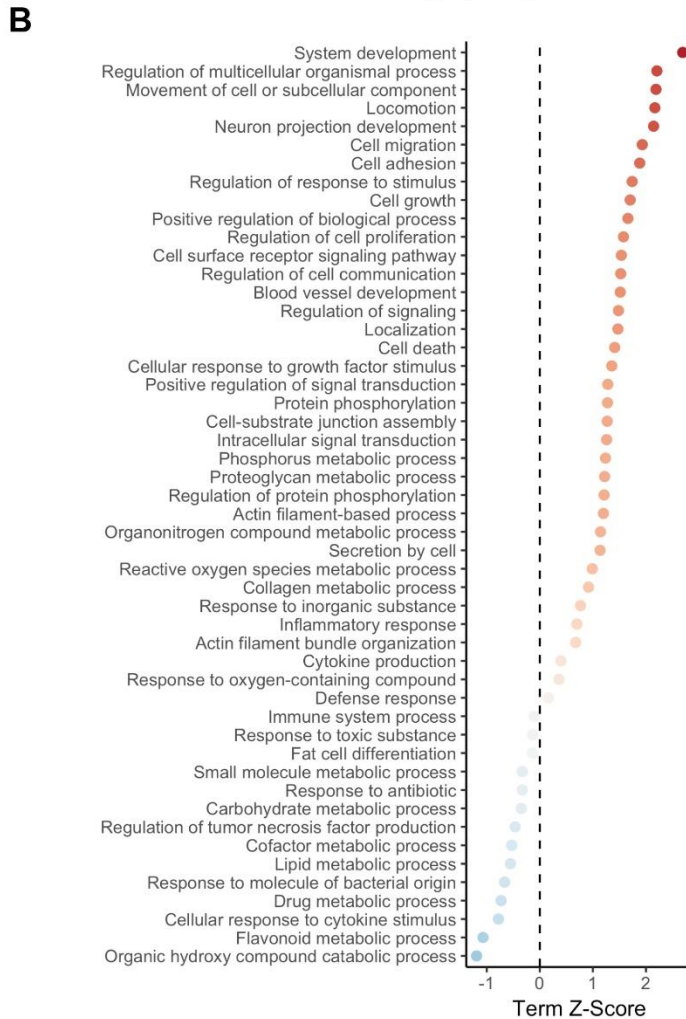 B
System development
Regulation of multicellular organismal process
Movement of cell or subcellular component
Locomotion
Neuron projection development
Cell migration
Cell adhesion
Regulation of response to stimulus
Cell growth
Positive regulation of biological process
Regulation of cell proliferation
Cell surface receptor signaling pathway
Regulation of cell communication
Blood vessel development
Regulation of signaling
Localization
Cell death
Cellular response to growth factor stimulus
Positive regulation of signal transduction
Protein phosphorylation
Cell-substrate junction assembly
Intracellular signal transduction
Phosphorus metabolic process
Proteoglycan metabolic process
Regulation of protein phosphorylation
Actin filament-based process
Organonitrogen compound metabolic process
Secretion by cell
Reactive oxygen species metabolic process
Collagen metabolic process
Response to inorganic substance
Inflammatory response
Actin filament bundle organization
Cytokine production
Response to oxygen-containing compound
Defense response
Immune system process
Response to toxic substance
Fat cell differentiation
Small molecule metabolic process
Response to antibiotic
Carbohydrate metabolic process
Regulation of tumor necrosis factor production
Cofactor metabolic process
Lipid metabolic process
Response to molecule of bacterial origin
Drug metabolic process
Cellular response to cytokine stimulus
Flavonoid metabolic process
Organic hydroxy compound catabolic process
-1 0 1 2
Term Z-Score